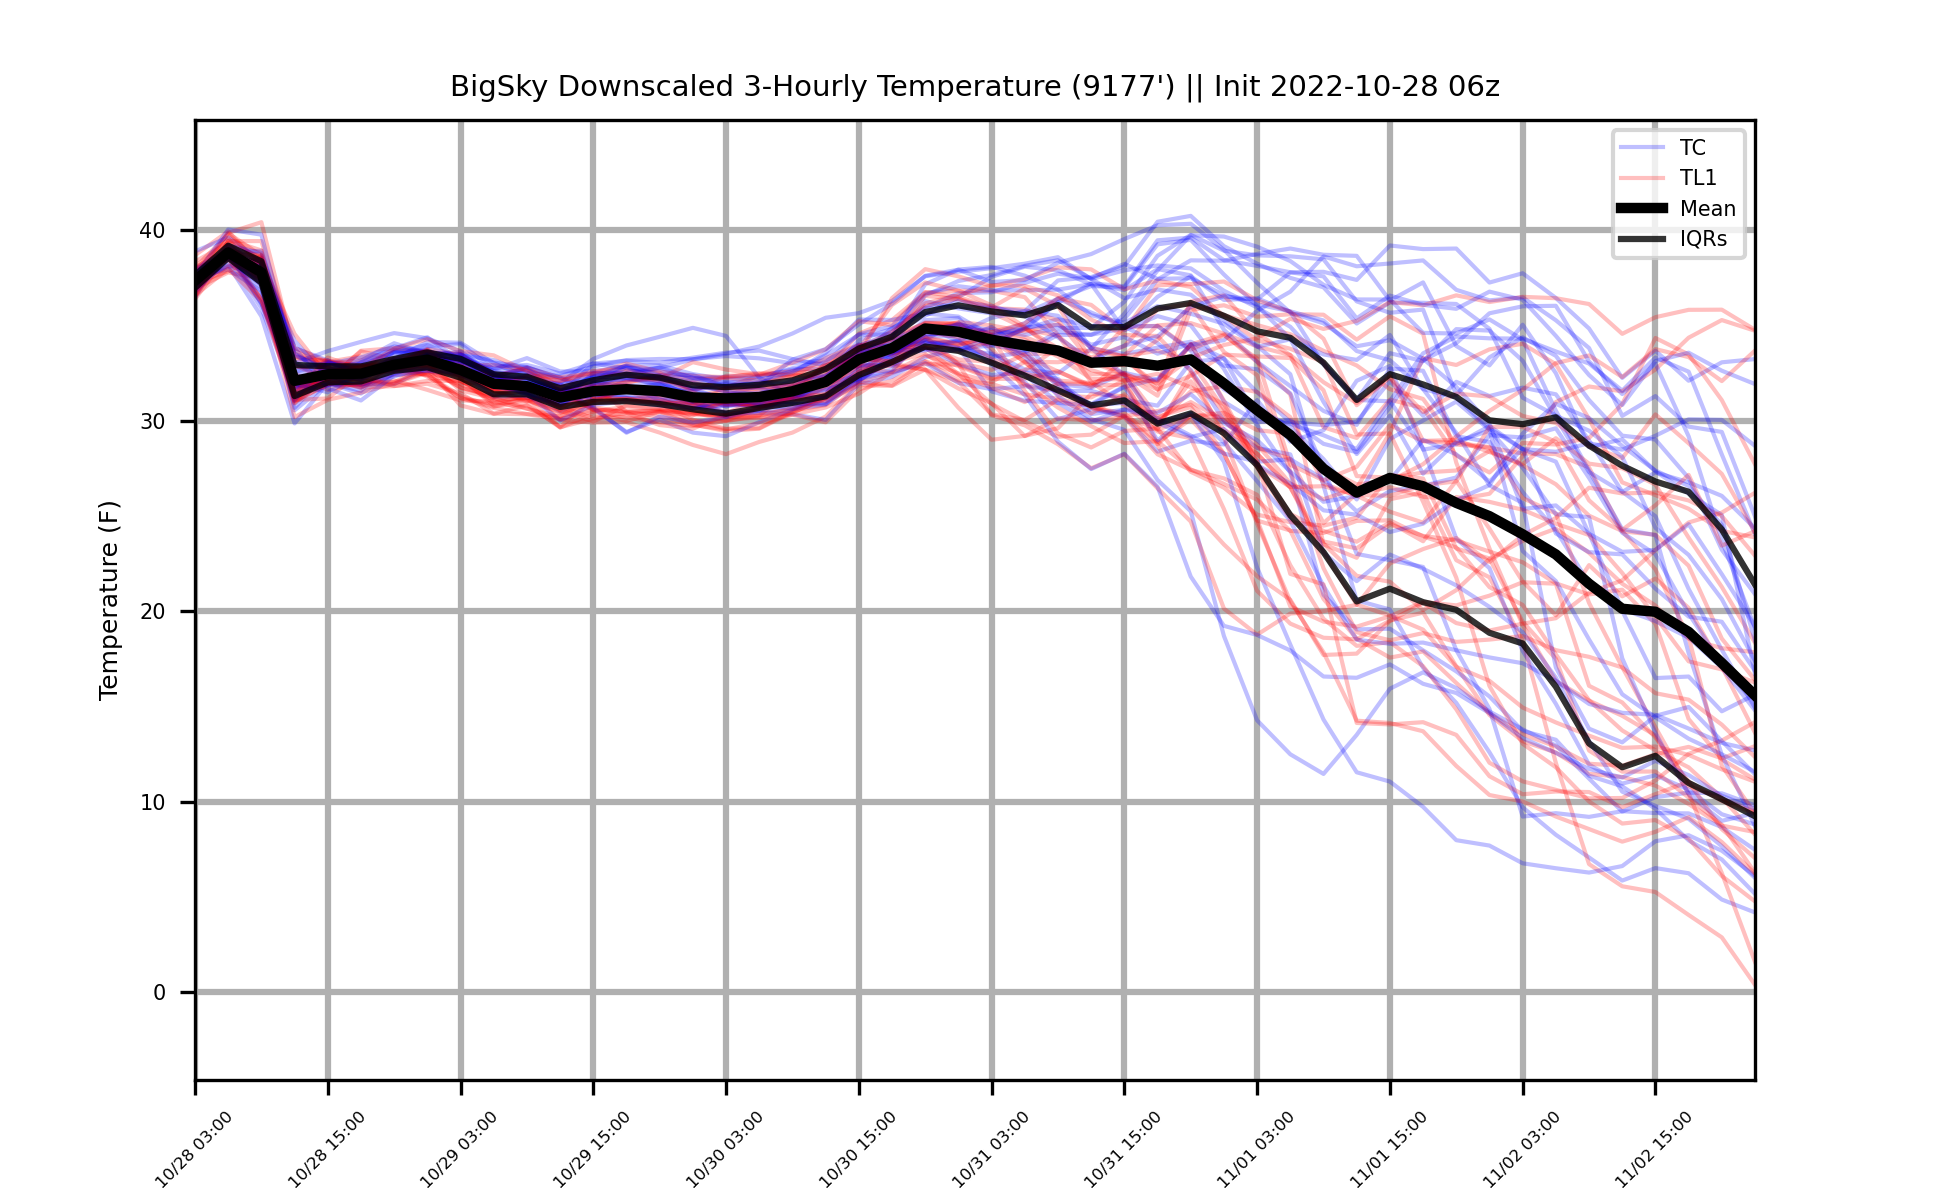 BigSky Downscaled 3-Hourly Temperature (9177') || Init 2022-10-28 06z
TC
TL1
Mean
IQRs
Temperature (F)
40
30
20
10
0
10/28 03:00
10/28 15:00
10/29 03:00
10/29 15:00
10/30 03:00
10/30 15:00
10/31 03:00
10/31 15:00
11/01 03:00
11/01 15:00
11/02 03:00
11/02 15:00